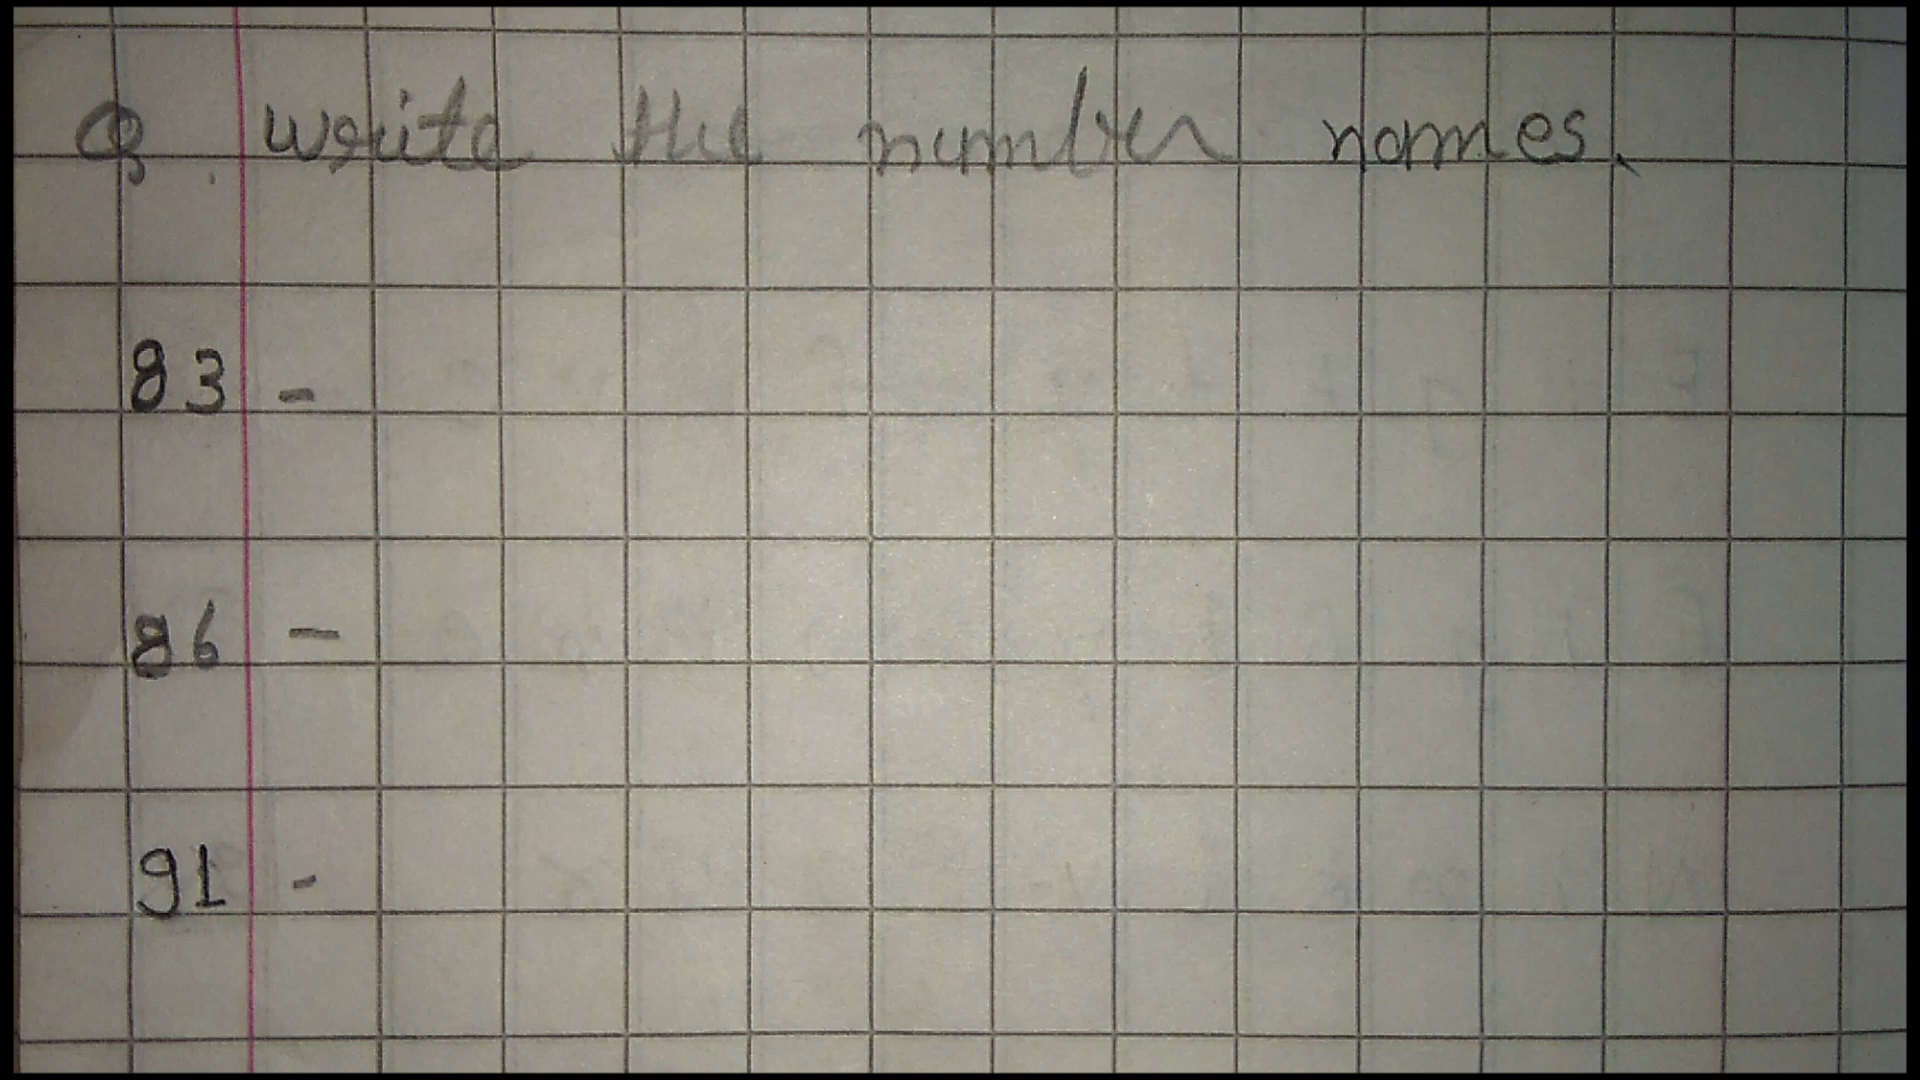 Q. write the number names.
83 -
86 -
91 -